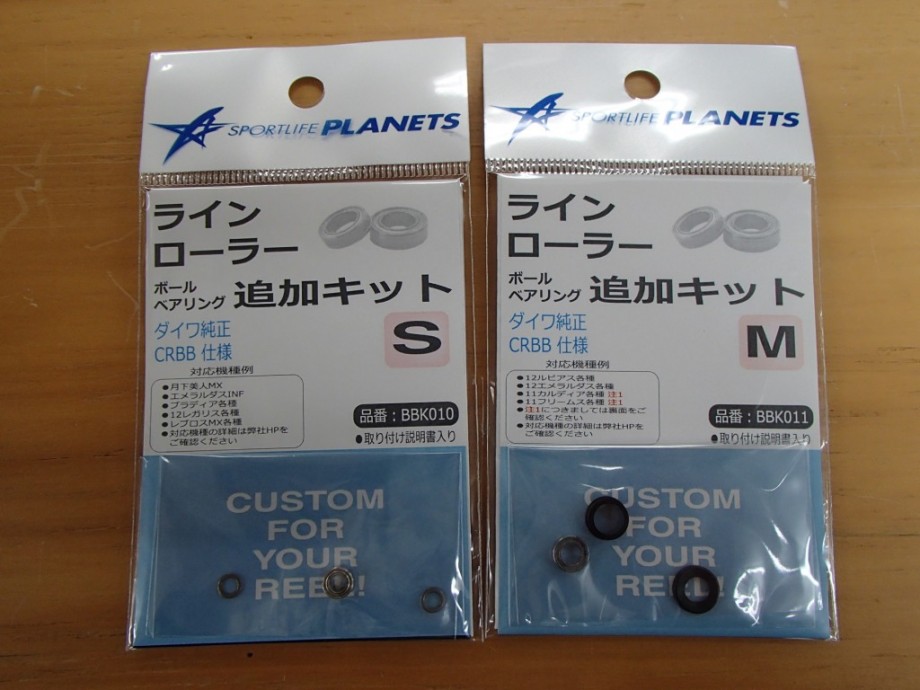 SPORTLIFE PLANETS
ライン
ローラー
ボール
ベアリング 追加キット
ダイワ純正
CRBB 仕様
S
対応機種例
●月下美人MX
●エメラルダスINF
●ブラディア各種
●12レガリス各種
●レブロスMX各種
●対応機種の詳細は弊社HPを
ご確認ください
品番：BBK010
●取り付け説明書入り
CUSTOM
FOR
YOUR
REEL!
SPORTLIFE PLANETS
ライン
ローラー
ボール
ベアリング 追加キット
ダイワ純正
CRBB 仕様
M
対応機種例
●12ルビアス各種
●12エメラルダス各種
●11カルディア各種 注1
●11フリームス各種 注1
●注1につきましては裏面をご
確認ください
●対応機種の詳細は弊社HPを
ご確認ください
品番：BBK011
●取り付け説明書入り
CUSTOM
FOR
YOUR
REEL!